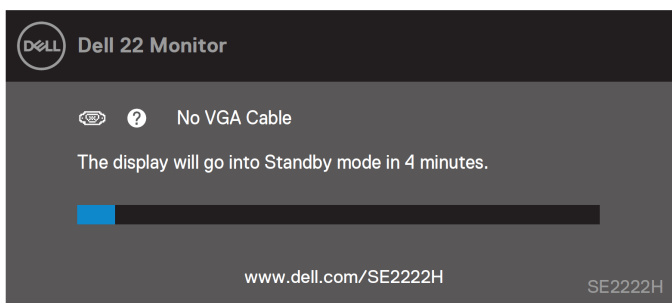 DELL Dell 22 Monitor
No VGA Cable
The display will go into Standby mode in 4 minutes.
www.dell.com/SE2222H
SE2222H